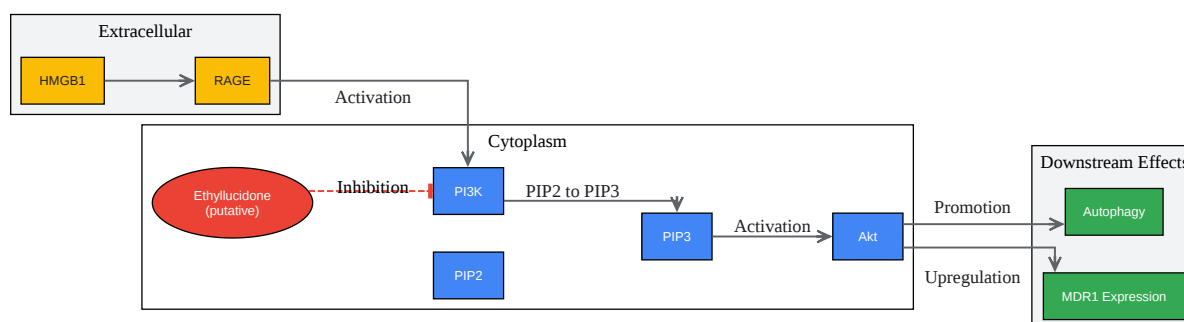 Extracellular
HMGB1
RAGE
Activation
Cytoplasm
Ethyllucidone
(putative)
Inhibition
PI3K
PIP2 to PIP3
PIP2
PIP3
Activation
Akt
Promotion
Upregulation
Downstream Effects
Autophagy
MDR1 Expression